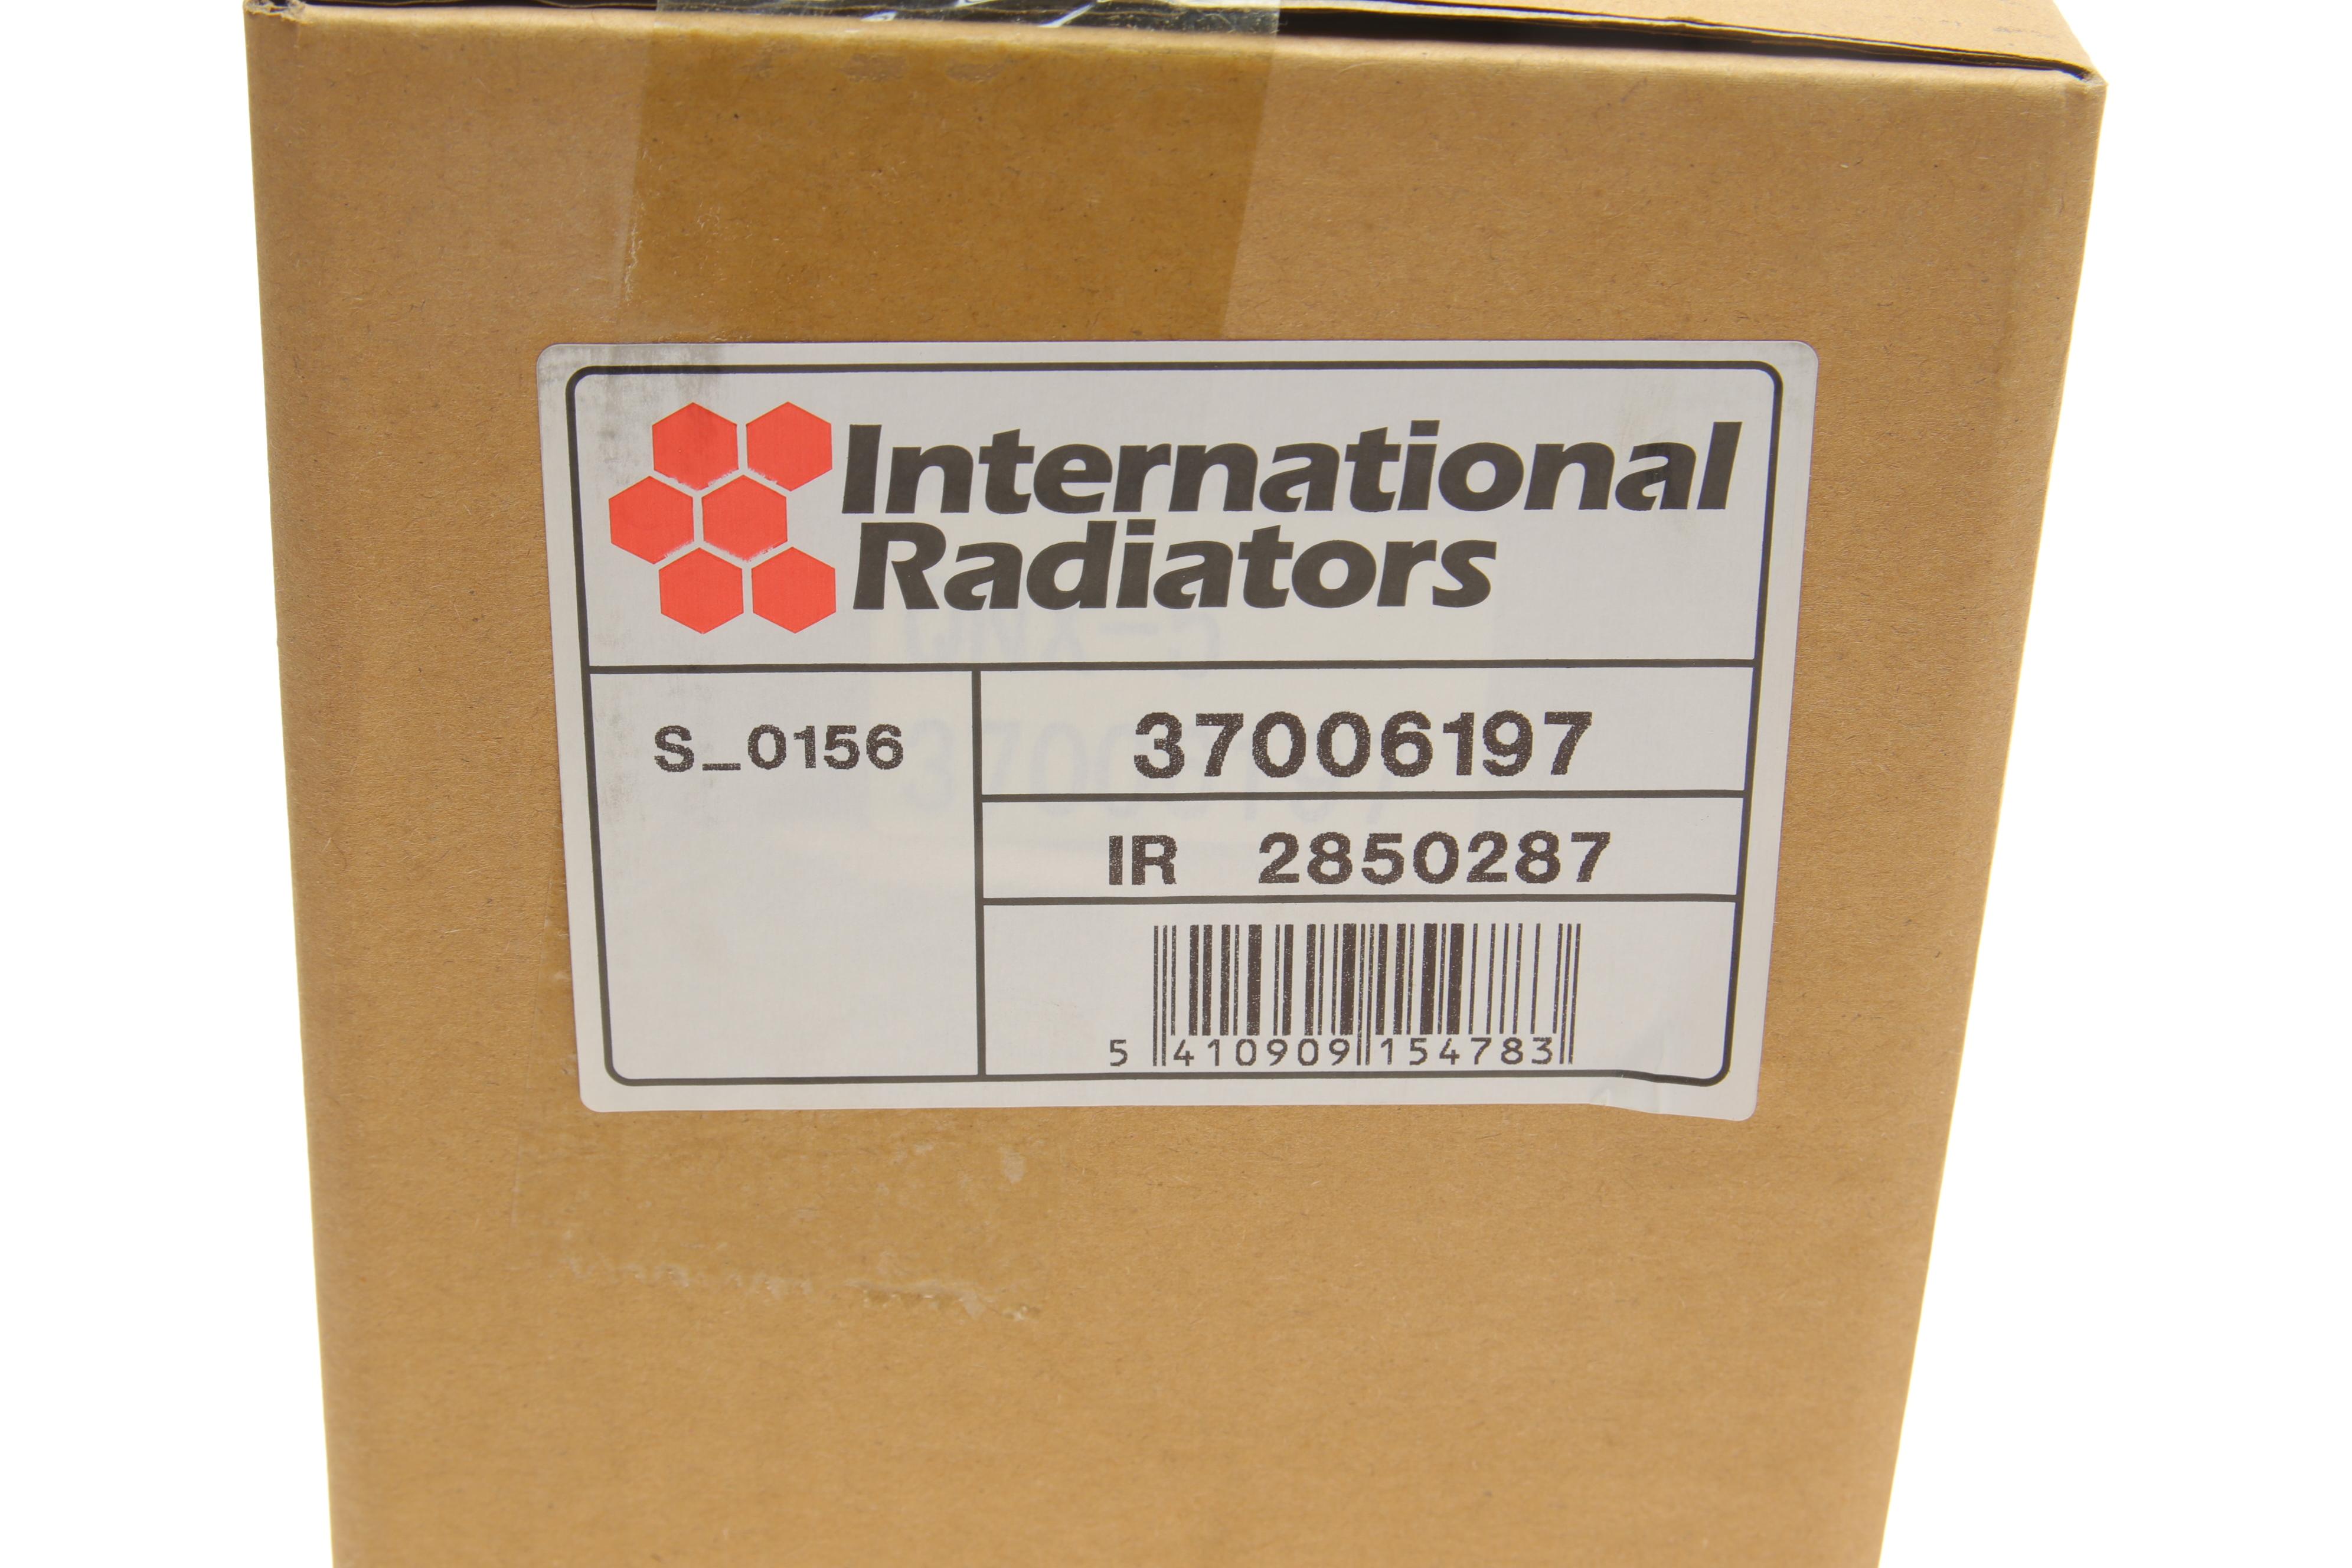 International
Radiators
S_0156
37006197
IR 2850287
5 410909 154783